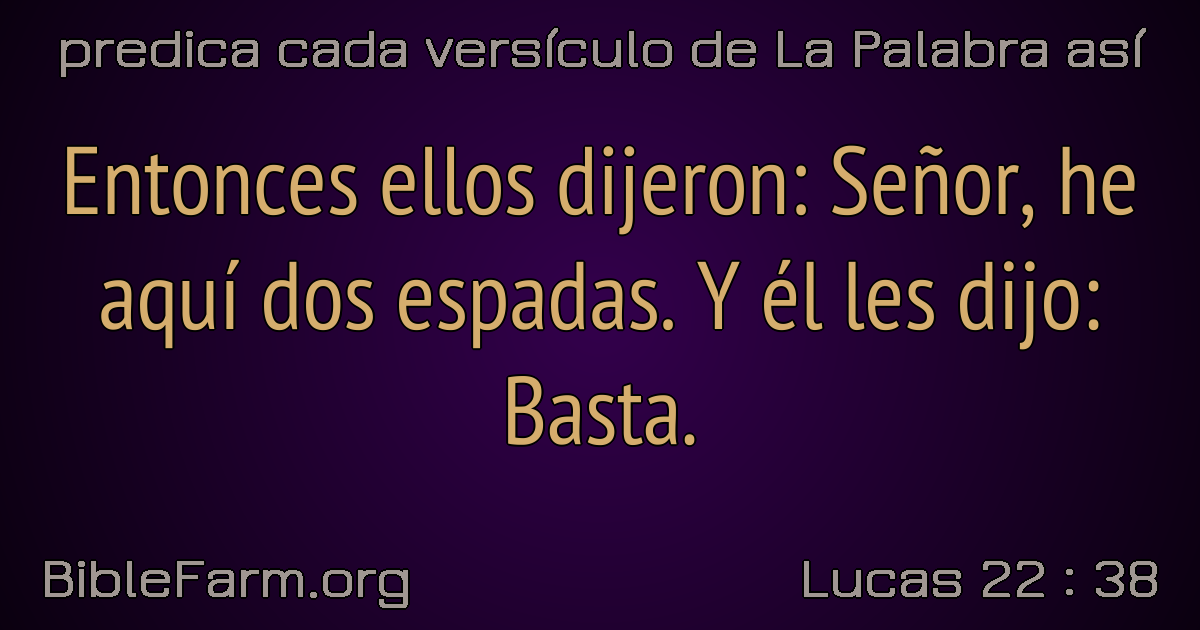 predica cada versículo de La Palabra así
Entonces ellos dijeron: Señor, he
aquí dos espadas. Y él les dijo:
Basta.
BibleFarm.org
Lucas 22 : 38